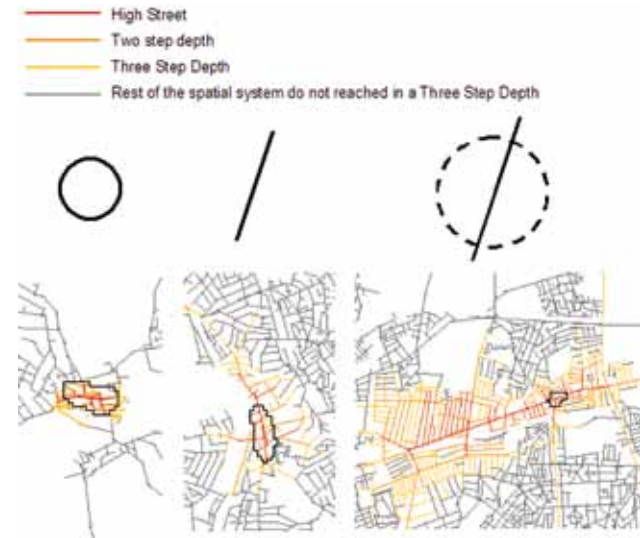 High Street
Two step depth
Three Step Depth
Rest of the spatial system do not reached in a Three Step Depth